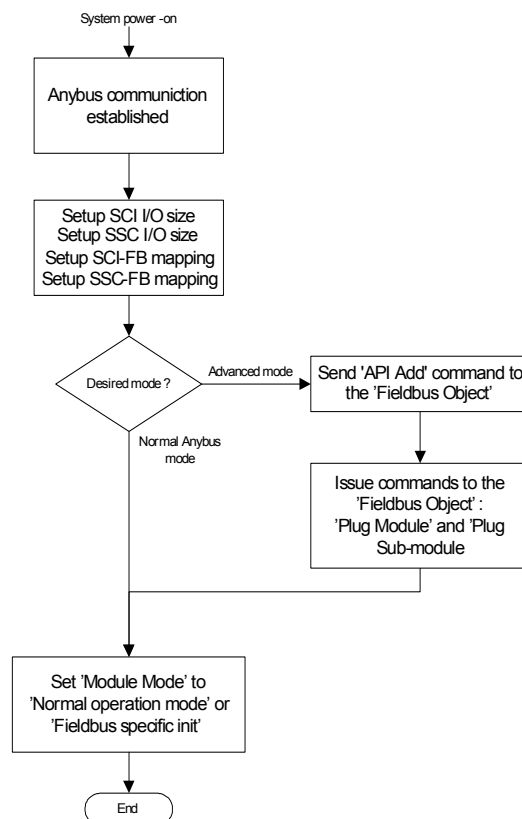 System power -on
Anybus communiction
established
Setup SCI I/O size
Setup SSC I/O size
Setup SCI-FB mapping
Setup SSC-FB mapping
Desired mode ?
Advanced mode
Send 'API Add' command to
the 'Fieldbus Object'
Normal Anybus
mode
Issue commands to the
'Fieldbus Object' :
'Plug Module' and 'Plug
Sub-module
Set 'Module Mode' to
'Normal operation mode' or
'Fieldbus specific init'
End